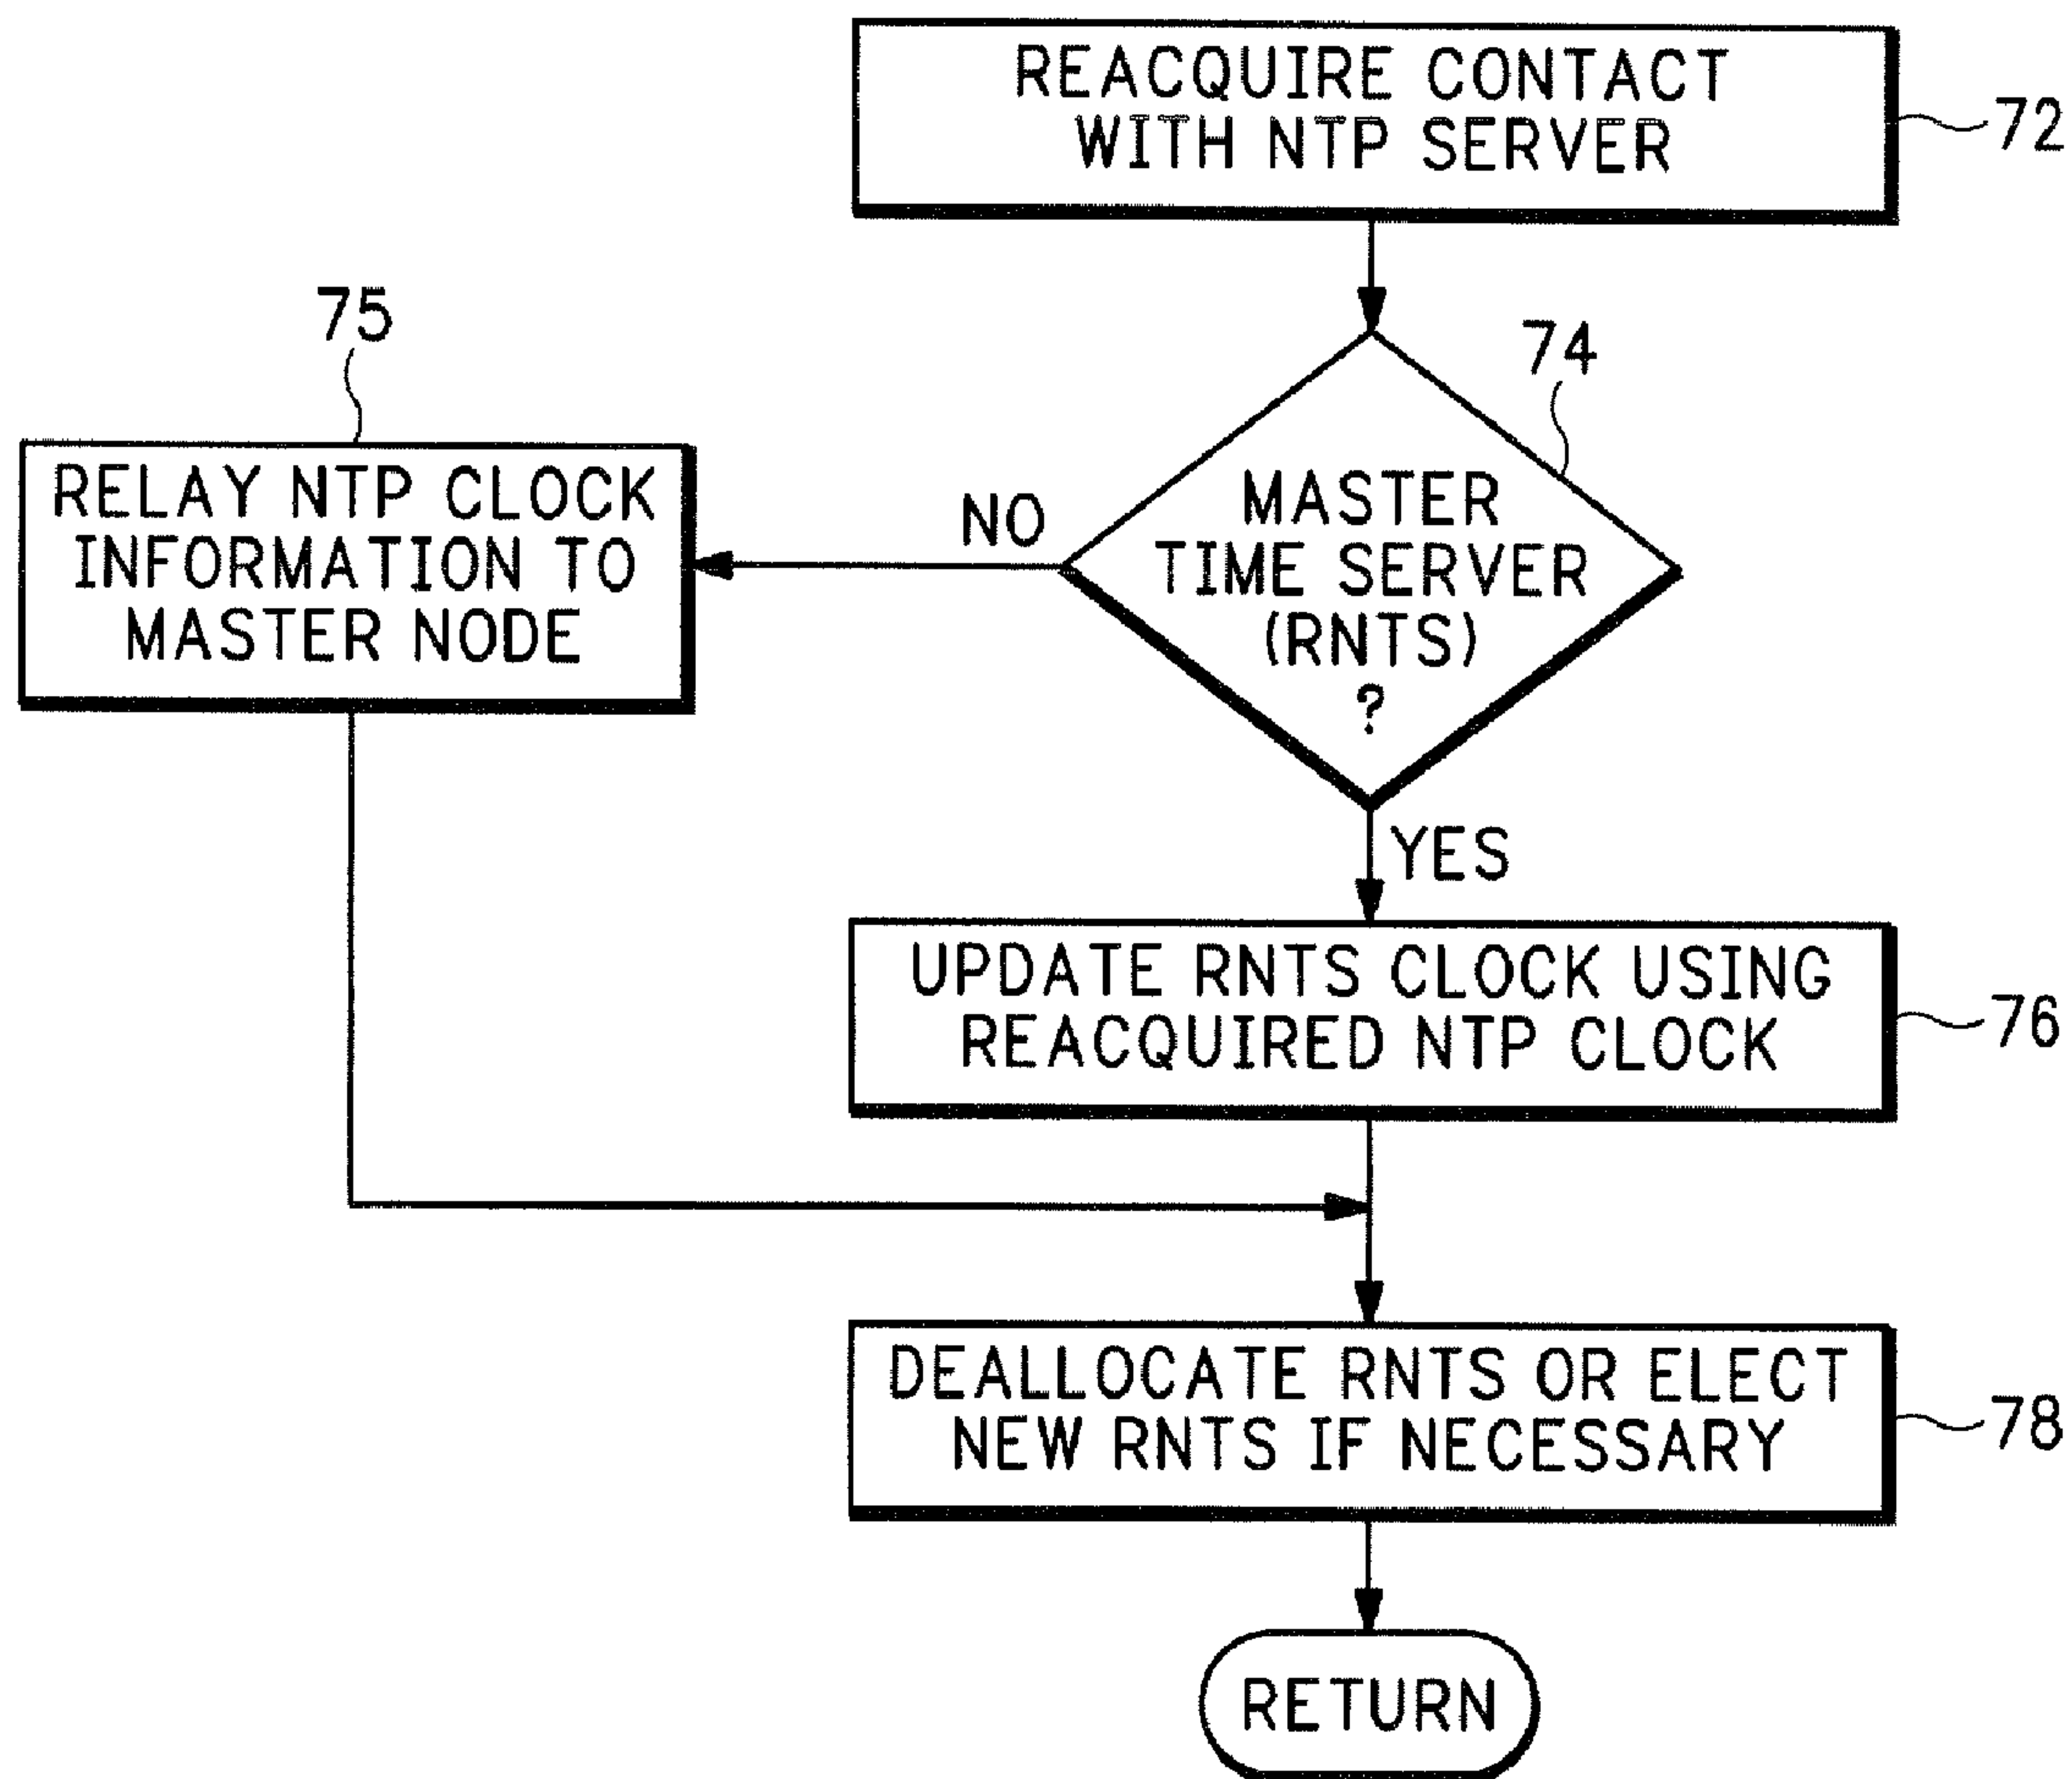 REACQUIRE CONTACT
WITH NTP SERVER
72
75
74
RELAY NTP CLOCK
INFORMATION TO
MASTER NODE
NO
MASTER
TIME SERVER
(RNTS)
?
YES
UPDATE RNTS CLOCK USING
REACQUIRED NTP CLOCK
76
DEALLOCATE RNTS OR ELECT
NEW RNTS IF NECESSARY
78
RETURN